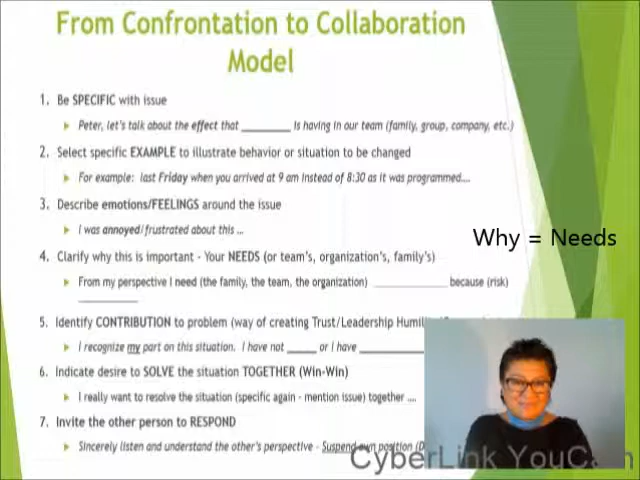 From Confrontation to Collaboration
Model
1. Be SPECIFIC with issue
Peter, let's talk about the effect that ________ is having in our team (family, group, company, etc.)
2. Select specific EXAMPLE to illustrate behavior or situation to be changed
For example: last Friday when you arrived at 9 am instead of 8:30 as it was programmed....
3. Describe emotions/FEELINGS around the issue
I was annoyed/frustrated about this ...
4. Clarify why this is important - Your NEEDS (or team's, organization's, family's)
Why = Needs
From my perspective I need (the family, the team, the organization) ____________ because (risk)
__________
5. Identify CONTRIBUTION to problem (way of creating Trust/Leadership
I recognize my part on this situation. I have not _____ or I have ___________
6. Indicate desire to SOLVE the situation TOGETHER (Win-Win)
I really want to resolve the situation (specific again - mention issue) together ....
7. Invite the other person to RESPOND
Sincerely listen and understand the other's perspective - Suspend own position
CyberLink YouCam